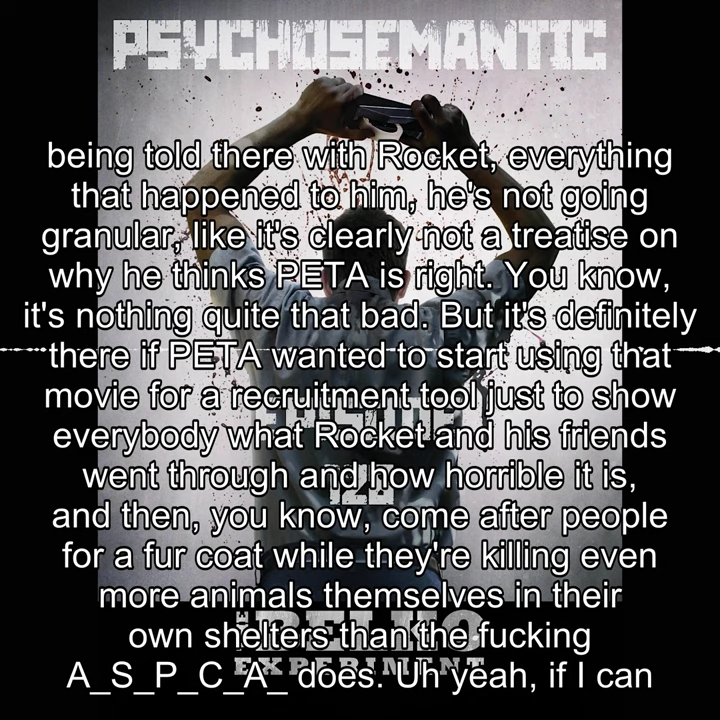 PSYCHOSEMANTIC
being told there with Rocket, everything
that happened to him, he's not going
granular, like it's clearly not a treatise on
why he thinks PETA is right. You know,
it's nothing quite that bad. But it's definitely
there if PETA wanted to start using that
movie for a recruitment tool just to show
everybody what Rocket and his friends
EPISODE
went through and how horrible it is,
126
and then, you know, come after people
for a fur coat while they're killing even
more animals themselves in their
THE BELKO
own shelters than the fucking
EXPERIMENT
A_S_P_C_A_ does. Uh yeah, if I can